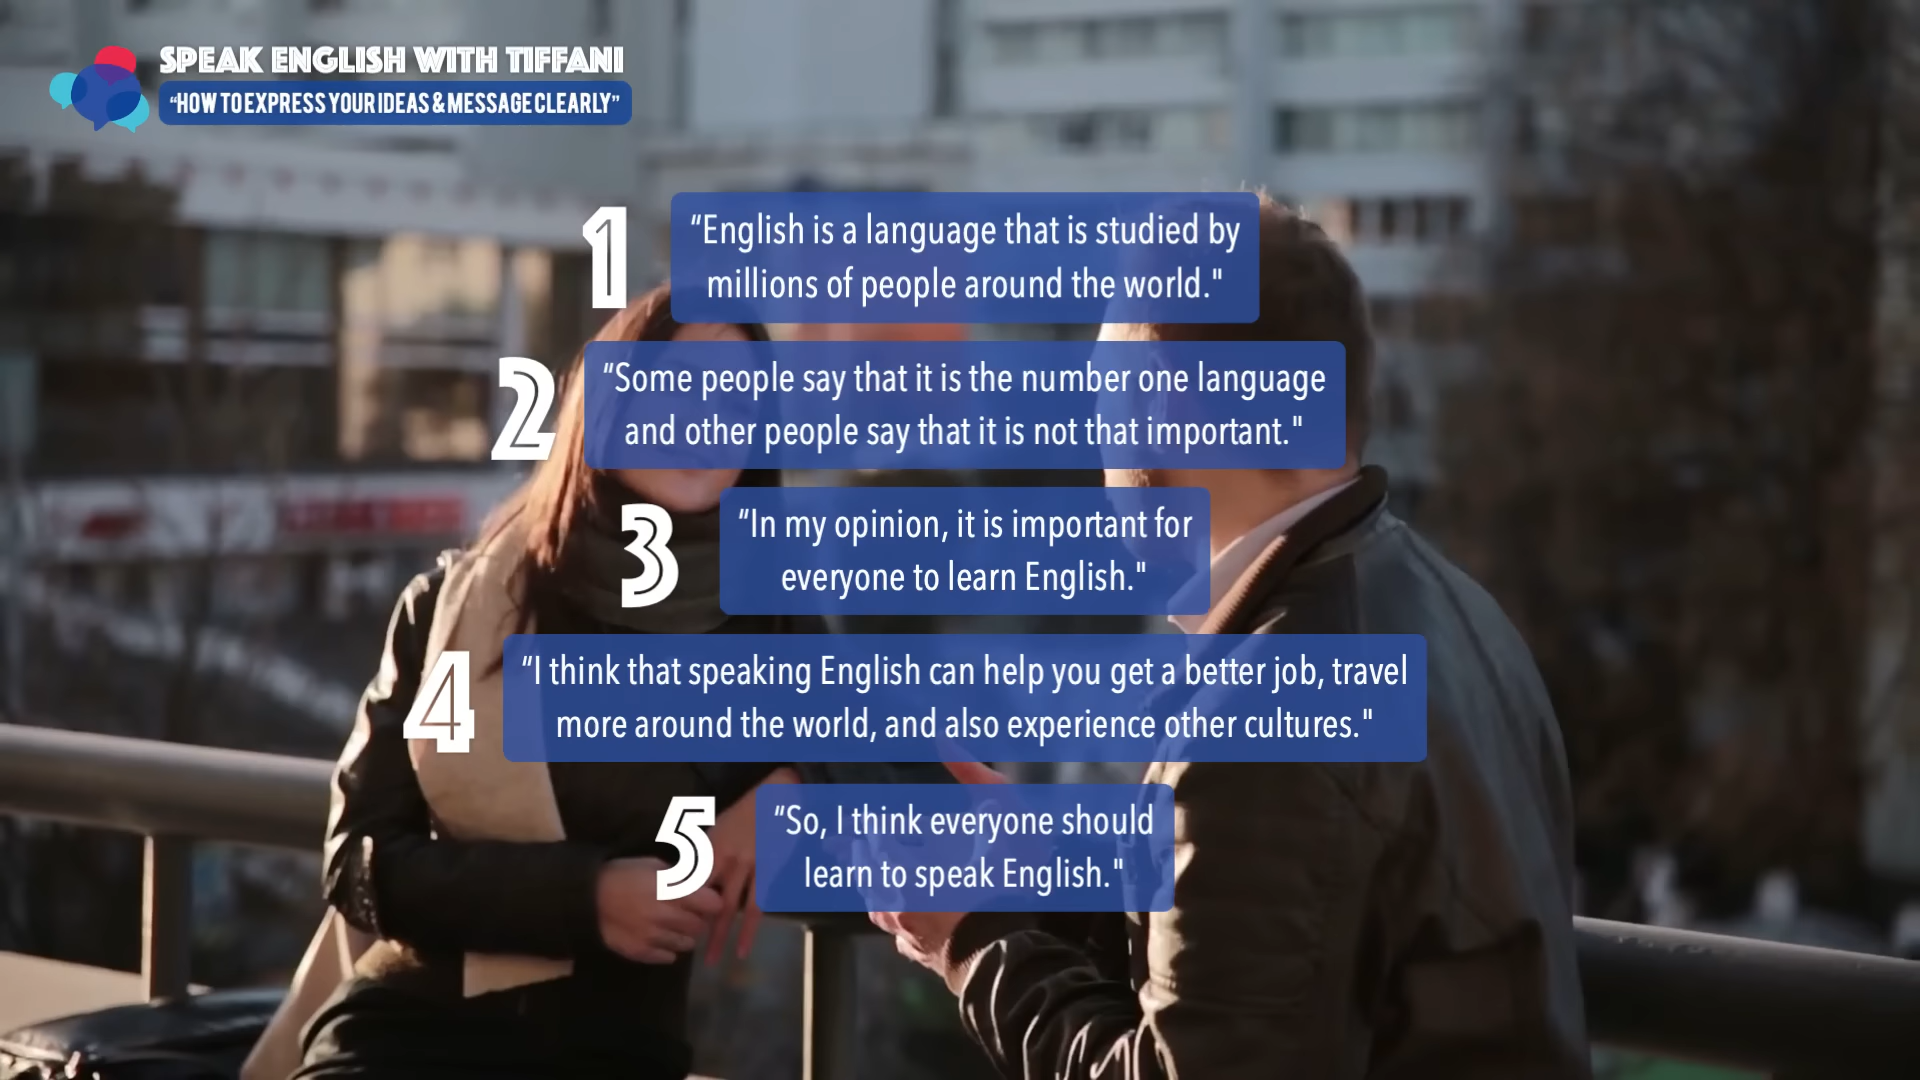 SPEAK ENGLISH WITH TIFFANI
“HOW TO EXPRESS YOUR IDEAS & MESSAGE CLEARLY”
1
“English is a language that is studied by
millions of people around the world."
2
“Some people say that it is the number one language
and other people say that it is not that important."
3
“In my opinion, it is important for
everyone to learn English."
4
“I think that speaking English can help you get a better job, travel
more around the world, and also experience other cultures."
5
“So, I think everyone should
learn to speak English."